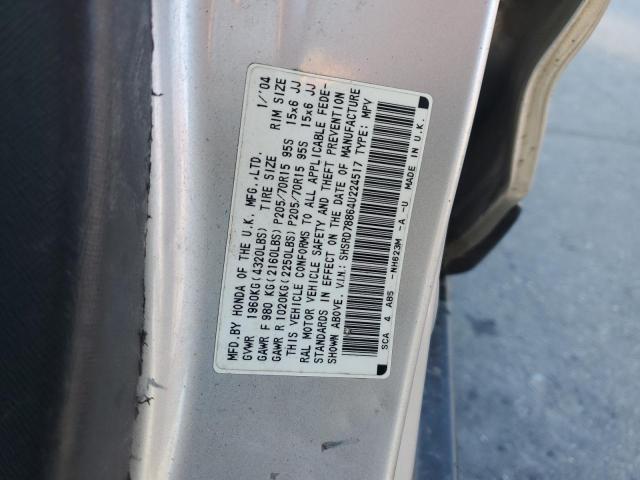 MFD.BY HONDA OF THE U.K. MFG.,LTD. 1/'04
GVWR 1960KG(4320LBS) TIRE SIZE RIM SIZE
GAWR F 980 KG(2160LBS)P205/70R15 95S 15x6 JJ
GAWR R 1020KG(2250LBS)P205/70R15 95S 15x6 JJ
THIS VEHICLE CONFORMS TO ALL APPLICABLE FEDE-
RAL MOTOR VEHICLE SAFETY AND THEFT PREVENTION
STANDARDS IN EFFECT ON THE DATE OF MANUFACTURE
SHOWN ABOVE. V.I.N.: SHSRD78864U224517 TYPE: MPV
SCA 4 A85 -NH623M -A -U MADE IN U.K.